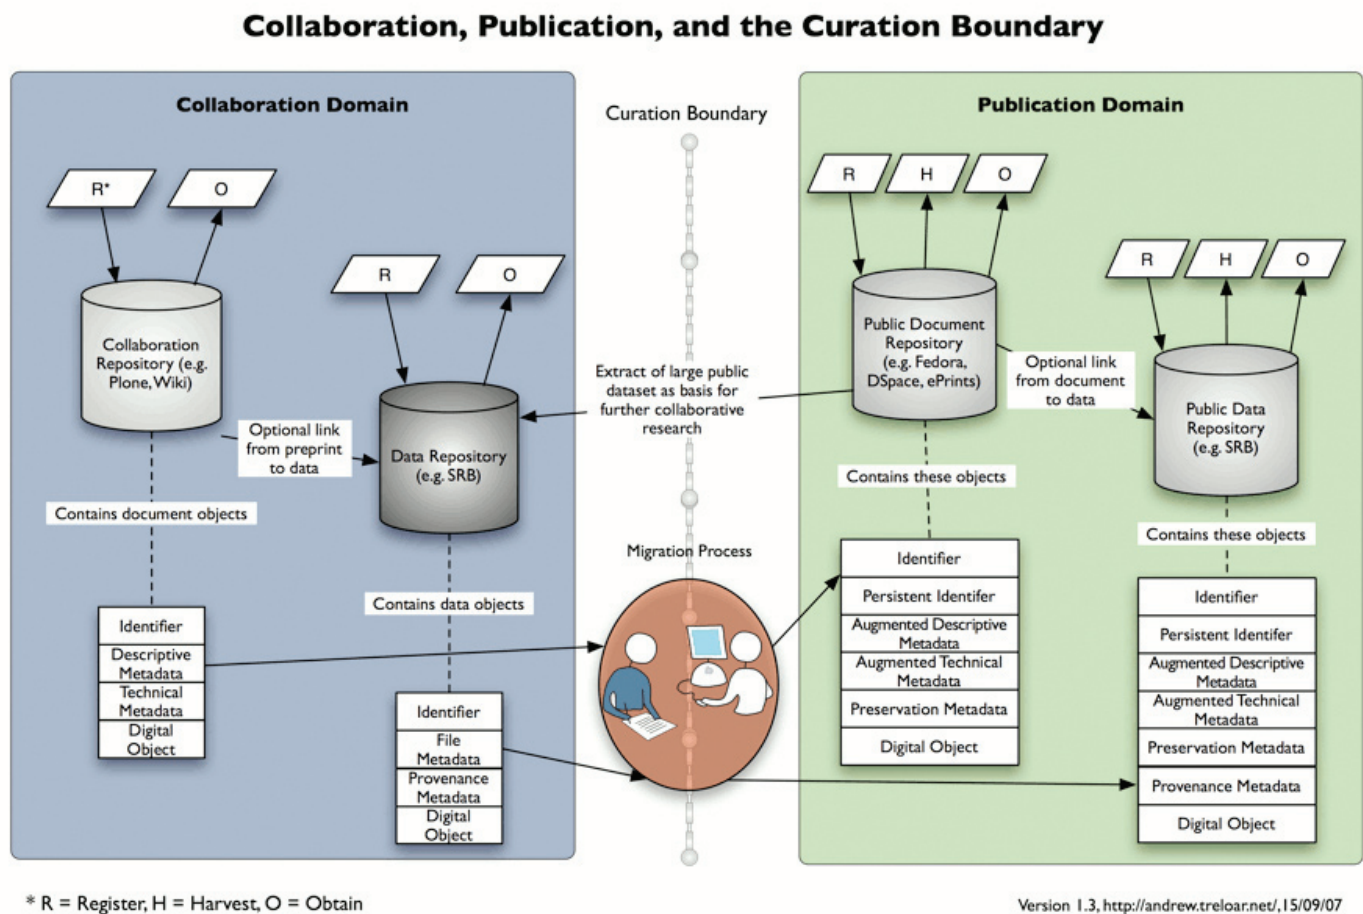 Collaboration, Publication, and the Curation Boundary
Collaboration Domain
R*
O
R
O
Collaboration
Repository (e.g.
Plone, Wiki)
Optional link
from preprint
to data
Data Repository
(e.g. SRB)
Contains document objects
Contains data objects
Identifier
Descriptive
Metadata
Technical
Metadata
Digital
Object
Identifier
File
Metadata
Provenance
Metadata
Digital
Object
Curation Boundary
Extract of large public
dataset as basis for
further collaborative
research
Migration Process
Publication Domain
R
H
O
R
H
O
Public Document
Repository
(e.g. Fedora,
DSpace, ePrints)
Optional link
from document
to data
Public Data
Repository
(e.g. SRB)
Contains these objects
Contains these objects
Identifier
Persistent Identifer
Augmented Descriptive
Metadata
Augmented Technical
Metadata
Preservation Metadata
Digital Object
Identifier
Persistent Identifer
Augmented Descriptive
Metadata
Augmented Technical
Metadata
Preservation Metadata
Provenance Metadata
Digital Object
* R = Register, H = Harvest, O = Obtain
Version 1.3, http://andrew.treloar.net/, 15/09/07